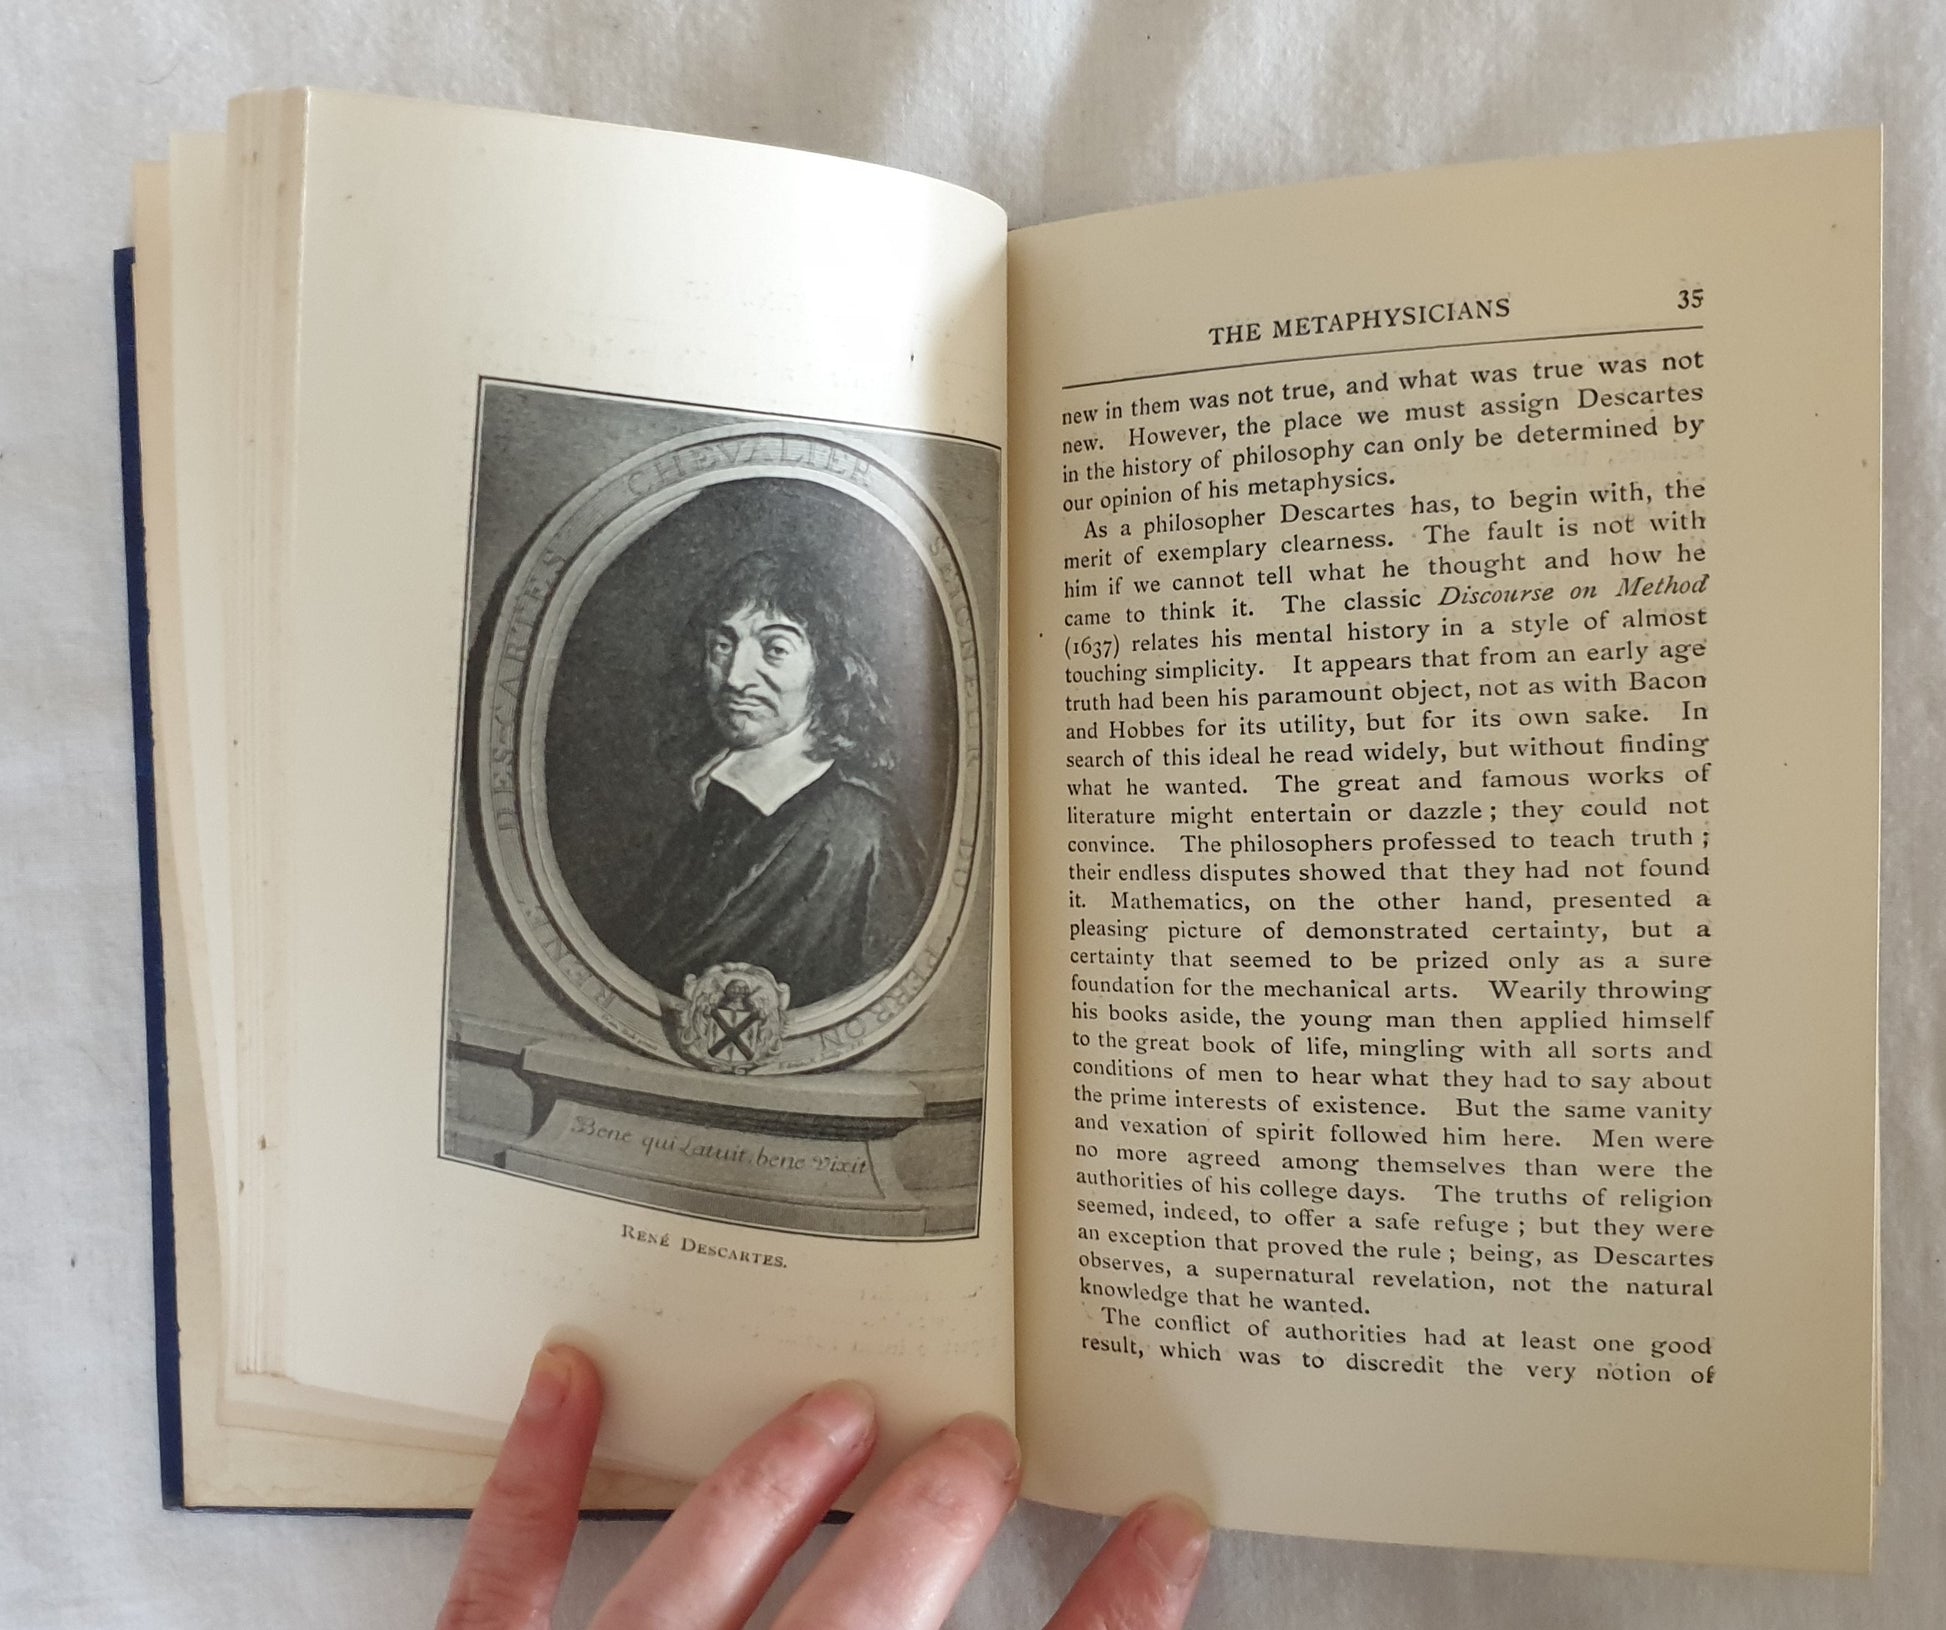 RENE DES-CARTES CHEVALIER SEIGNEUR DU PERRON
Bene qui Latuit, bene Vixit
RENÉ DESCARTES.
THE METAPHYSICIANS 35
new in them was not true, and what was true was not
new. However, the place we must assign Descartes
in the history of philosophy can only be determined by
our opinion of his metaphysics.
As a philosopher Descartes has, to begin with, the
merit of exemplary clearness. The fault is not with
him if we cannot tell what he thought and how he
came to think it. The classic Discourse on Method
(1637) relates his mental history in a style of almost
touching simplicity. It appears that from an early age
truth had been his paramount object, not as with Bacon
and Hobbes for its utility, but for its own sake. In
search of this ideal he read widely, but without finding
what he wanted. The great and famous works of
literature might entertain or dazzle; they could not
convince. The philosophers professed to teach truth;
their endless disputes showed that they had not found
it. Mathematics, on the other hand, presented a
pleasing picture of demonstrated certainty, but a
certainty that seemed to be prized only as a sure
foundation for the mechanical arts. Wearily throwing
his books aside, the young man then applied himself
to the great book of life, mingling with all sorts and
conditions of men to hear what they had to say about
the prime interests of existence. But the same vanity
and vexation of spirit followed him here. Men were
no more agreed among themselves than were the
authorities of his college days. The truths of religion
seemed, indeed, to offer a safe refuge; but they were
an exception that proved the rule; being, as Descartes
observes, a supernatural revelation, not the natural
knowledge that he wanted.
The conflict of authorities had at least one good
result, which was to discredit the very notion of